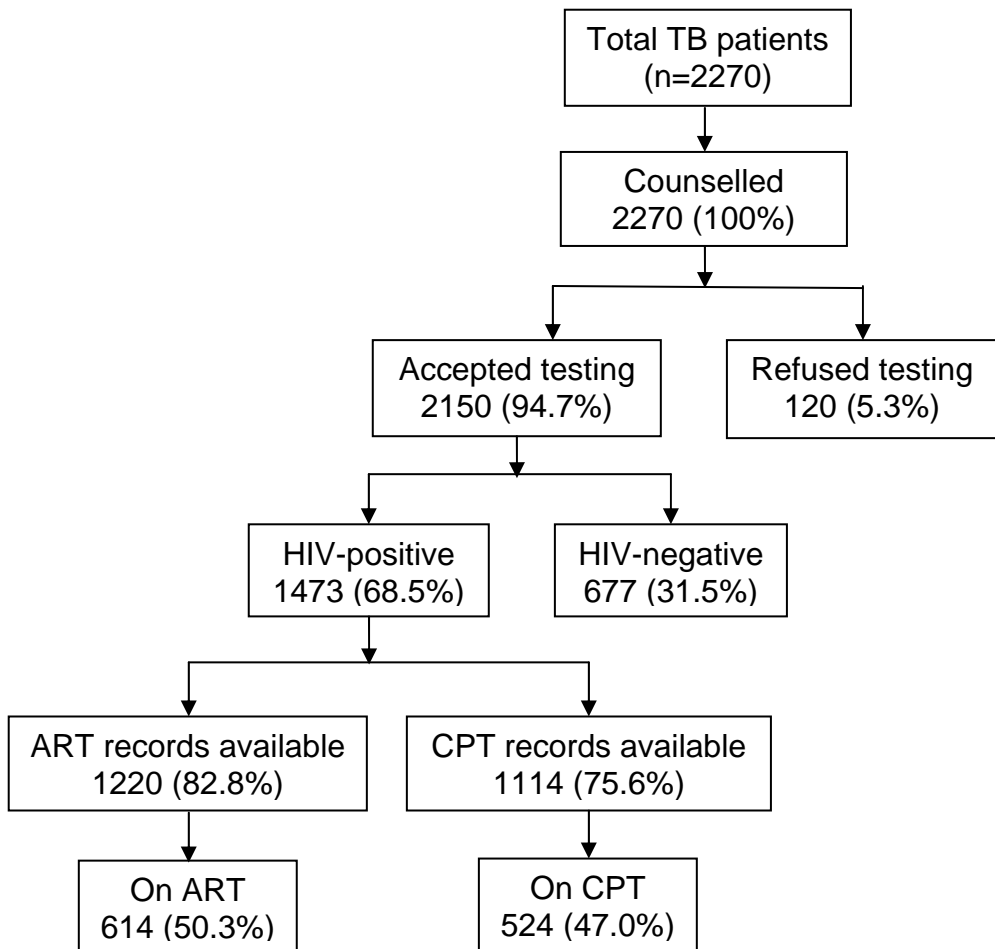 Total TB patients
(n=2270)
Counselled
2270 (100%)
Accepted testing
2150 (94.7%)
Refused testing
120 (5.3%)
HIV-positive
1473 (68.5%)
HIV-negative
677 (31.5%)
ART records available
1220 (82.8%)
CPT records available
1114 (75.6%)
On ART
614 (50.3%)
On CPT
524 (47.0%)